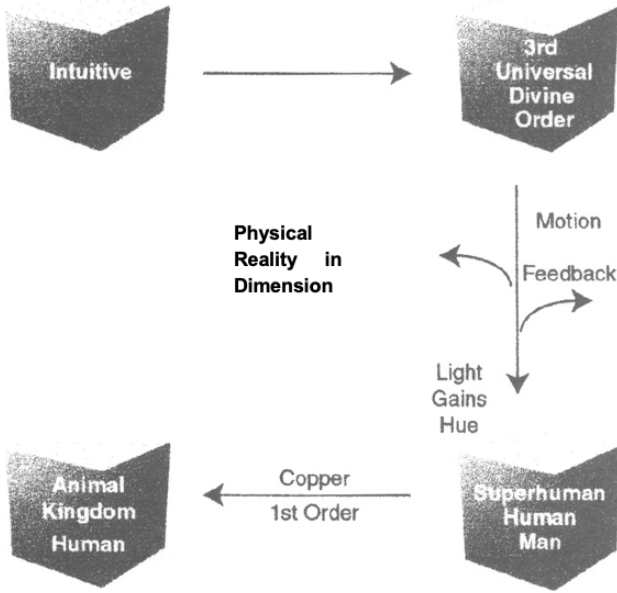 Intuitive
3rd
Universal
Divine
Order
Motion
Physical
Reality in
Dimension
Feedback
Light
Gains
Hue
Animal
Kingdom
Human
Copper
1st Order
Superhuman
Human
Man